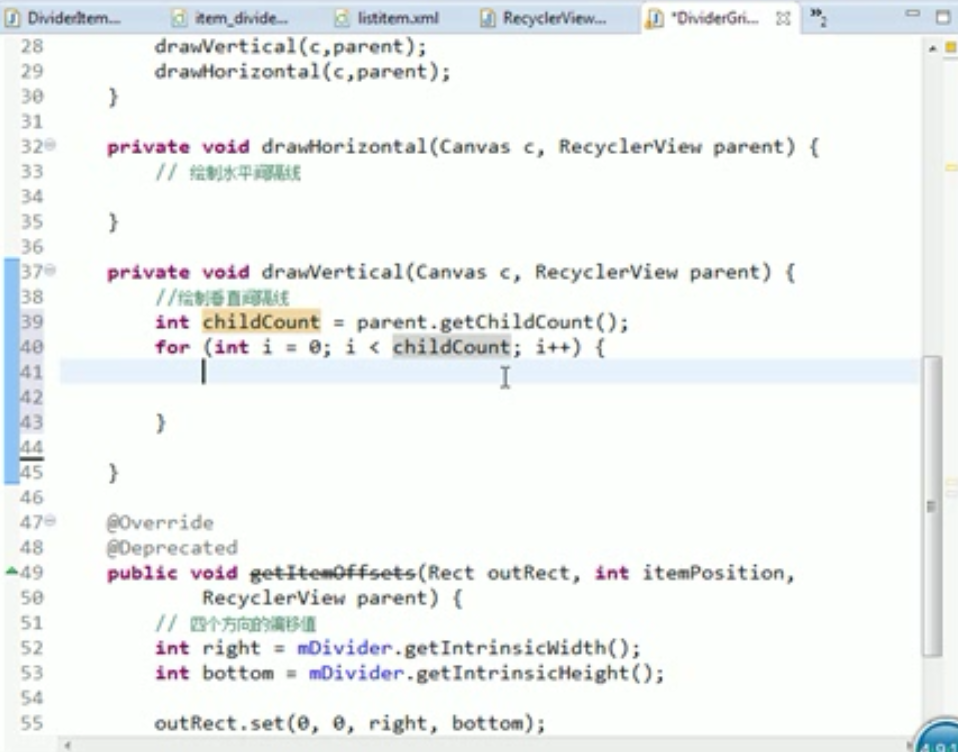 DividerItem...
item_divide...
listitem.xml
RecyclerView...
*DividerGri...
»2
28 drawVertical(c,parent);
29 drawHorizontal(c,parent);
30 }
31
32 private void drawHorizontal(Canvas c, RecyclerView parent) {
33 // 绘制水平间隔线
34
35 }
36
37 private void drawVertical(Canvas c, RecyclerView parent) {
38 //绘制垂直间隔线
39 int childCount = parent.getChildCount();
40 for (int i = 0; i < childCount; i++) {
41
42
43 }
44
45 }
46
47 @Override
48 @Deprecated
49 public void getItemOffsets(Rect outRect, int itemPosition,
50 RecyclerView parent) {
51 // 四个方向的偏移值
52 int right = mDivider.getIntrinsicWidth();
53 int bottom = mDivider.getIntrinsicHeight();
54
55 outRect.set(0, 0, right, bottom);